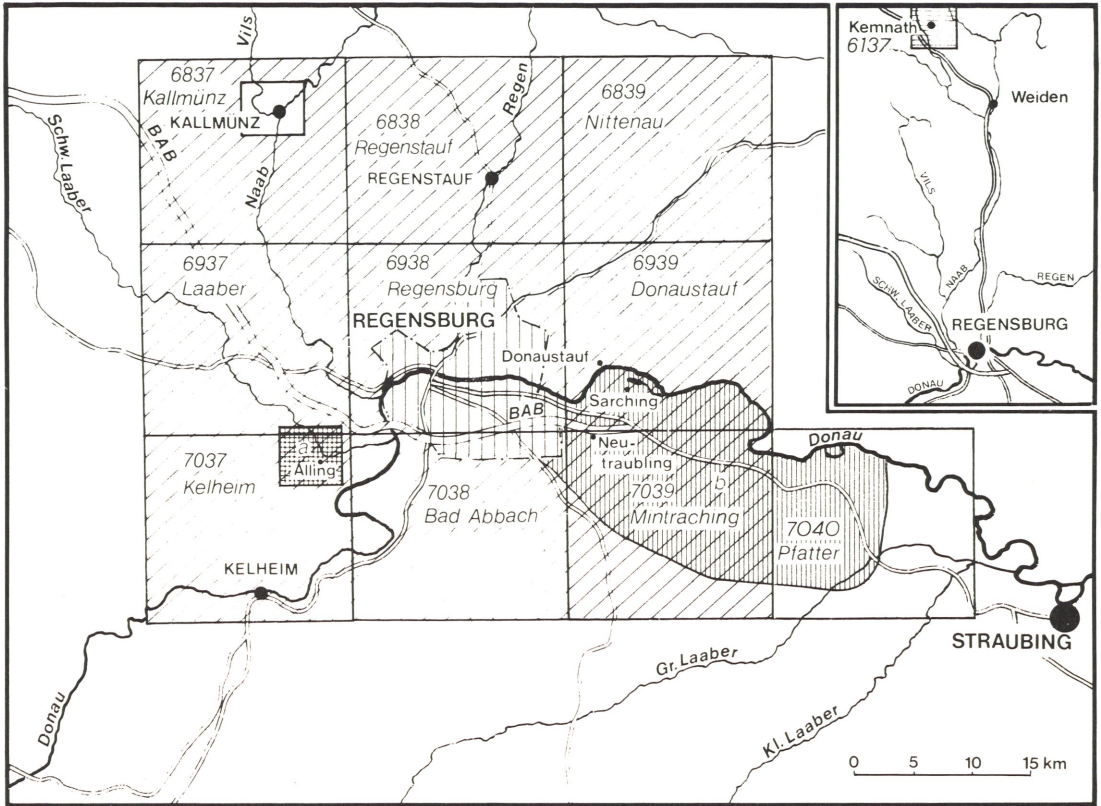 Vils
6837
Kallmünz
KALLMÜNZ
BAB
Schw. Laaber
Naab
6838
Regenstauf
REGENSTAUF
Regen
6839
Nittenau
6937
Laaber
6938
Regensburg
REGENSBURG
6939
Donaustauf
Donaustauf
Sarching
BAB
a
Alling
7037
Kelheim
KELHEIM
7038
Bad Abbach
Neu-
traubling
b
7039
Mintraching
Donau
7040
Pfatter
STRAUBING
Gr. Laaber
Kl. Laaber
Donau
0 5 10 15 km
Kemnath
6137
Weiden
VILS
NAAB
REGEN
SCHW. LAABER
REGENSBURG
DONAU